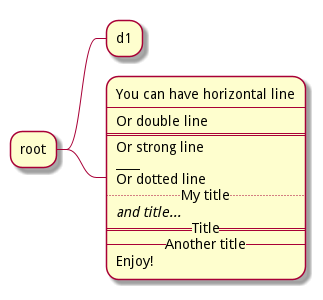 d1
root
You can have horizontal line
Or double line
Or strong line
___
Or dotted line
My title
and title...
Title
Another title
Enjoy!